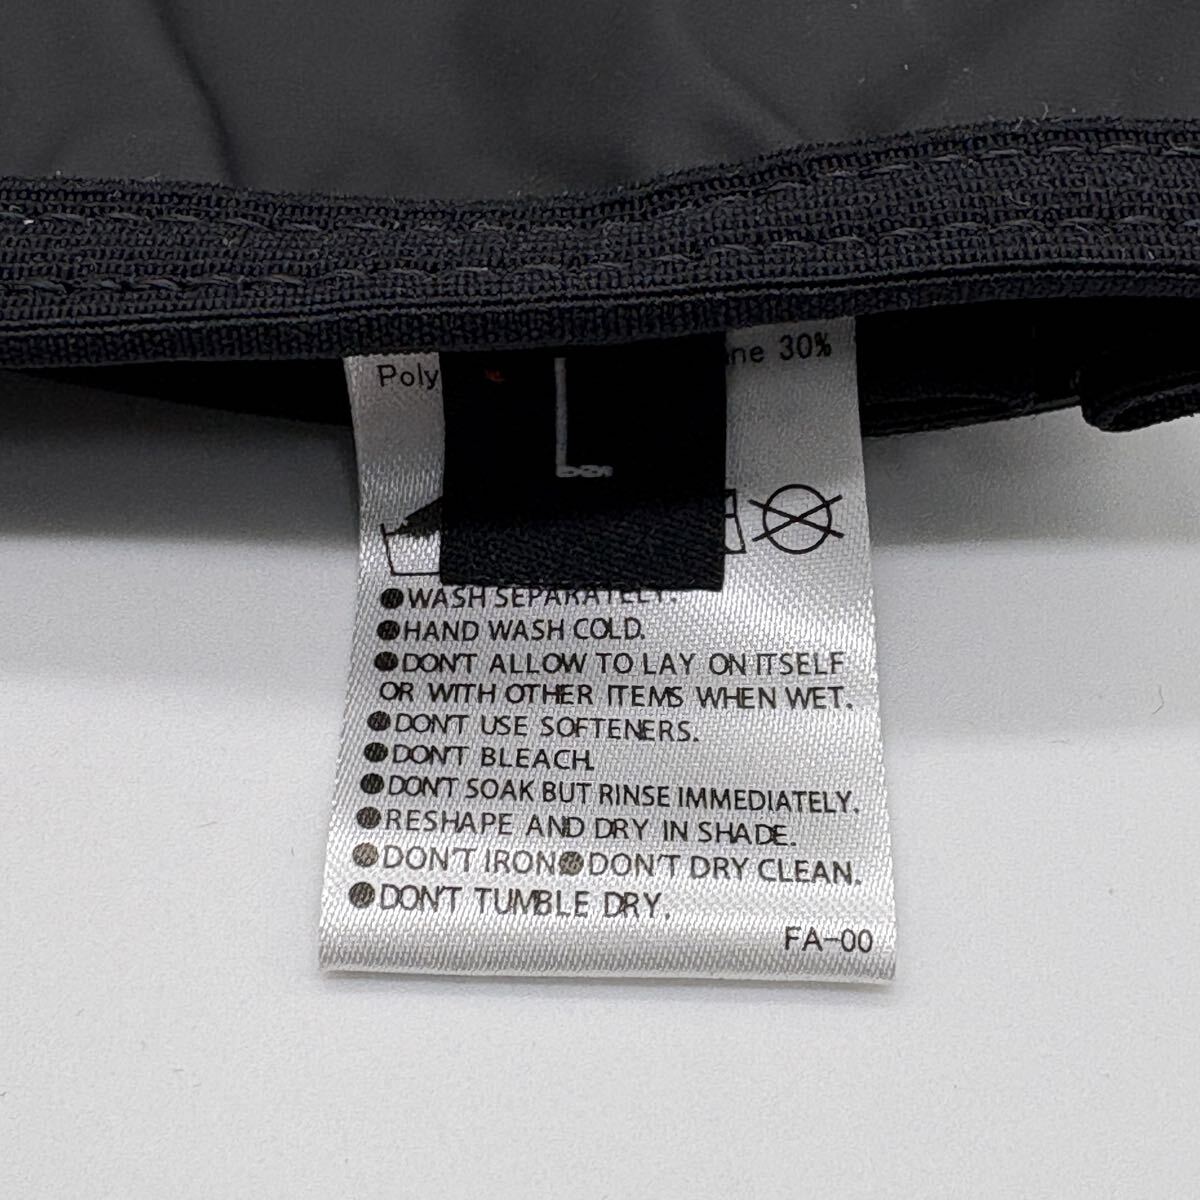 Poly ne 30%
L
WASH SEPARATELY.
HAND WASH COLD.
DON'T ALLOW TO LAY ON ITSELF
OR WITH OTHER ITEMS WHEN WET.
DON'T USE SOFTENERS.
DON'T BLEACH.
DON'T SOAK BUT RINSE IMMEDIATELY.
RESHAPE AND DRY IN SHADE.
DON'T IRON DON'T DRY CLEAN.
DON'T TUMBLE DRY.
FA-00